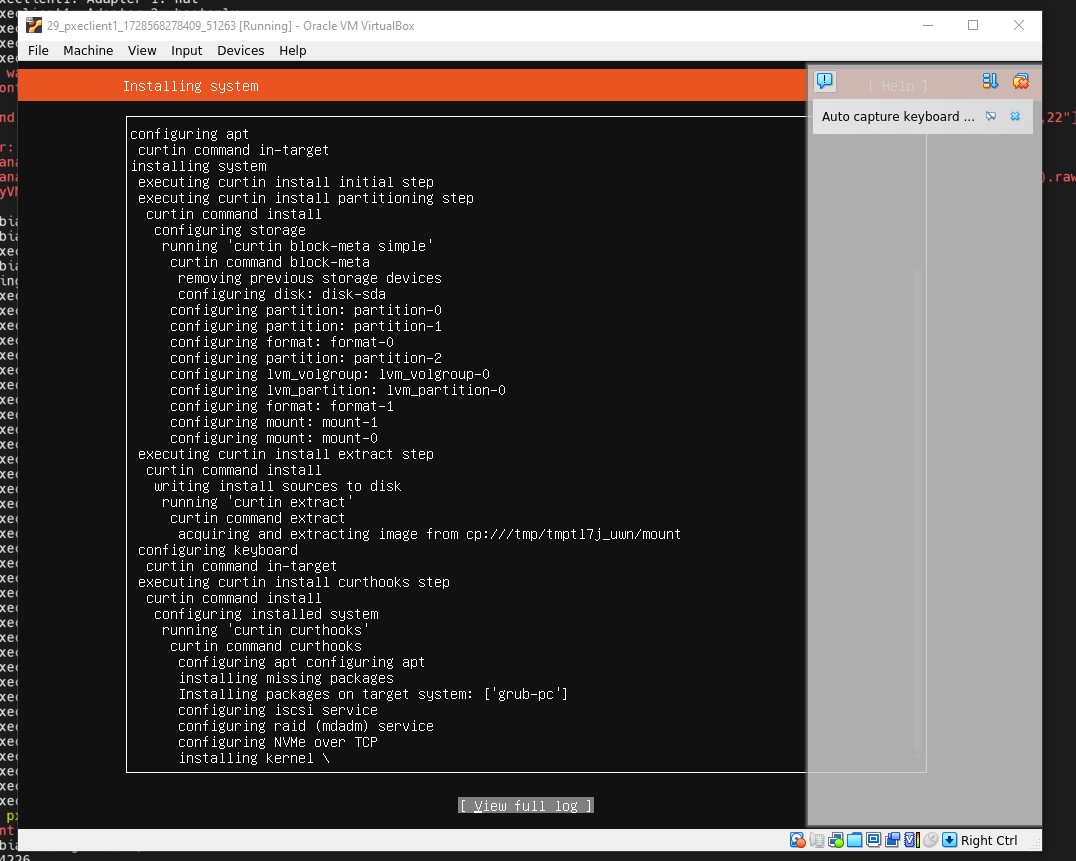 29_pxeclient1_1728568278409_51263 [Running] - Oracle VM VirtualBox
File Machine View Input Devices Help
Installing system
[ Help ]
Auto capture keyboard ...
configuring apt
curtin command in-target
installing system
executing curtin install initial step
executing curtin install partitioning step
curtin command install
configuring storage
running 'curtin block-meta simple'
curtin command block-meta
removing previous storage devices
configuring disk: disk-sda
configuring partition: partition-0
configuring partition: partition-1
configuring format: format-0
configuring partition: partition-2
configuring lvm_volgroup: lvm_volgroup-0
configuring lvm_partition: lvm_partition-0
configuring format: format-1
configuring mount: mount-1
configuring mount: mount-0
executing curtin install extract step
curtin command install
writing install sources to disk
running 'curtin extract'
curtin command extract
acquiring and extracting image from cp:///tmp/tmptl7j_uwn/mount
configuring keyboard
curtin command in-target
executing curtin install curthooks step
curtin command install
configuring installed system
running 'curtin curthooks'
curtin command curthooks
configuring apt configuring apt
installing missing packages
Installing packages on target system: ['grub-pc']
configuring iscsi service
configuring raid (mdadm) service
configuring NVMe over TCP
installing kernel \
[ View full log ]
Right Ctrl